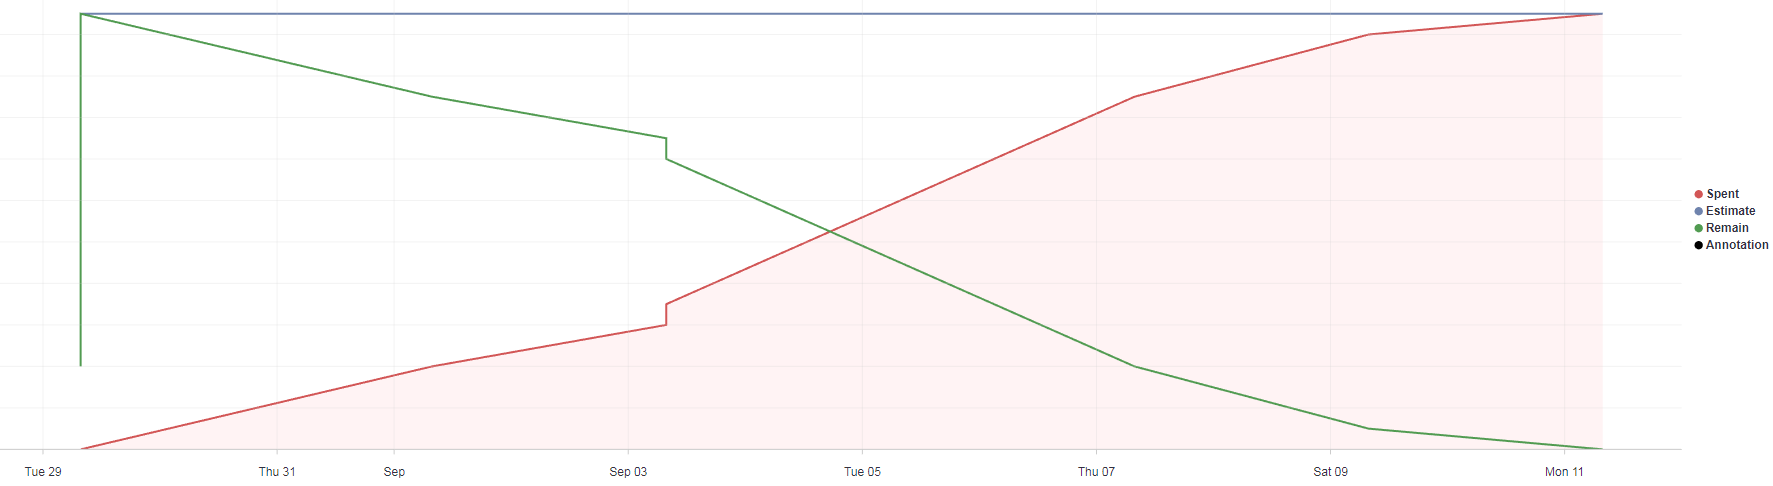 Spent
Estimate
Remain
Annotation
Tue 29 Thu 31 Sep Sep 03 Tue 05 Thu 07 Sat 09 Mon 11